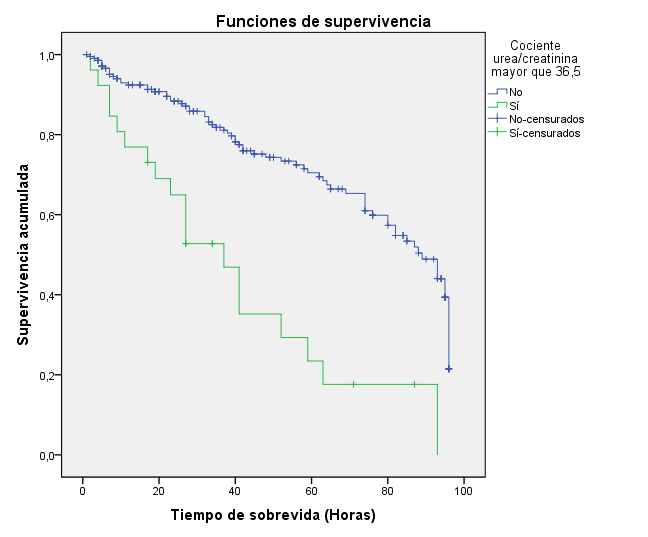 Funciones de supervivencia
Cociente
urea/creatinina
mayor que 36,5
No
Sí
No-censurados
Sí-censurados
Supervivencia acumulada
1,0
0,8
0,6
0,4
0,2
0,0
0
20
40
60
80
100
Tiempo de sobrevida (Horas)